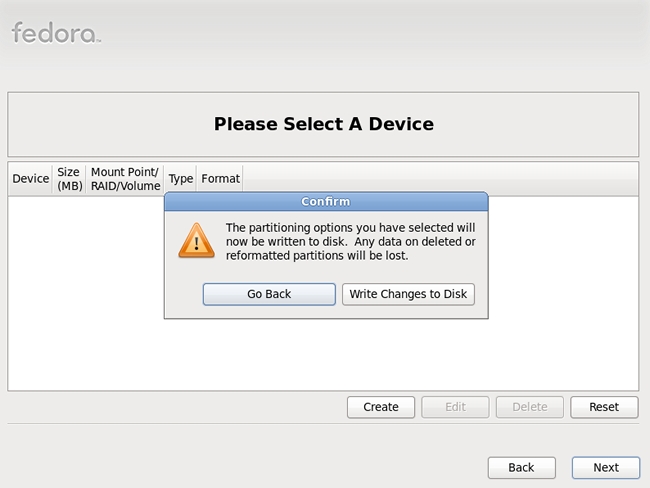 fedora™
Please Select A Device
Device
Size
(MB)
Mount Point/
RAID/Volume
Type
Format
Confirm
The partitioning options you have selected will
now be written to disk.  Any data on deleted or
reformatted partitions will be lost.
Go Back
Write Changes to Disk
Create
Edit
Delete
Reset
Back
Next